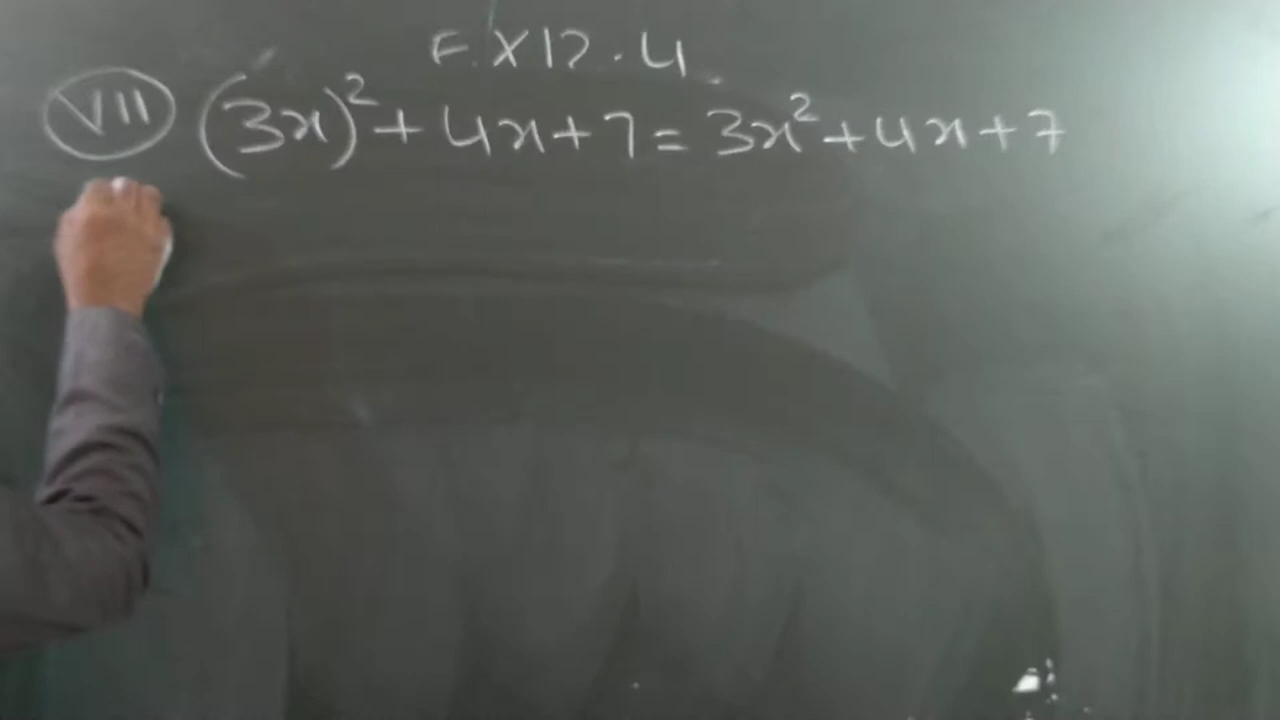 EX 12.4
VII (3x)² + 4x + 7 = 3x² + 4x + 7